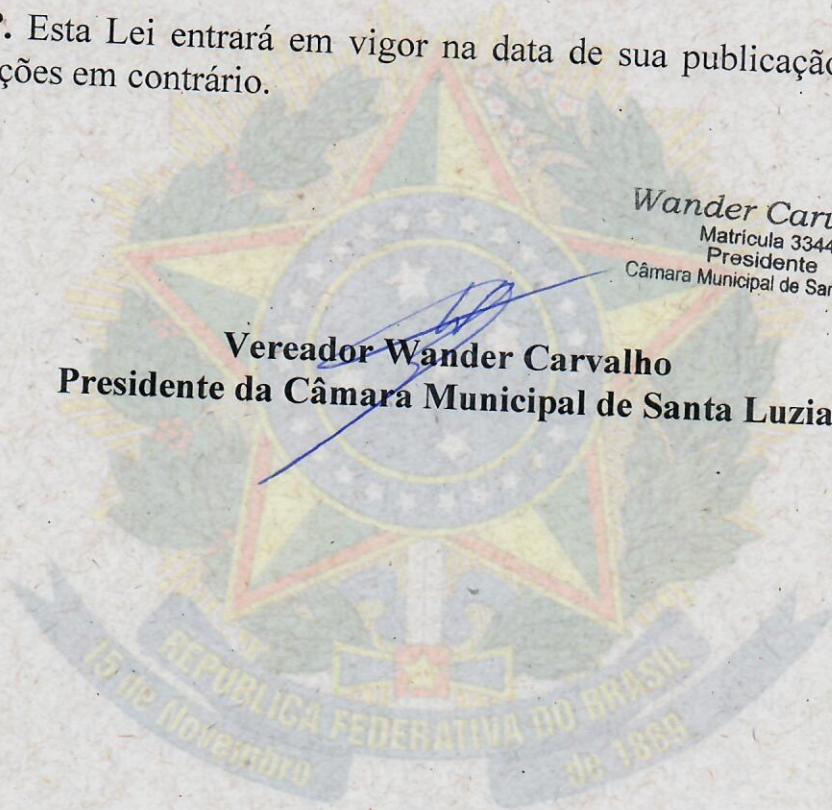 º. Esta Lei entrará em vigor na data de sua publicação
ções em contrário.
Wander Carv
Matrícula 3344
Presidente
Câmara Municipal de San
Vereador Wander Carvalho
Presidente da Câmara Municipal de Santa Luzia
REPÚBLICA FEDERATIVA DO BRASIL
15 de Novembro
de 1889